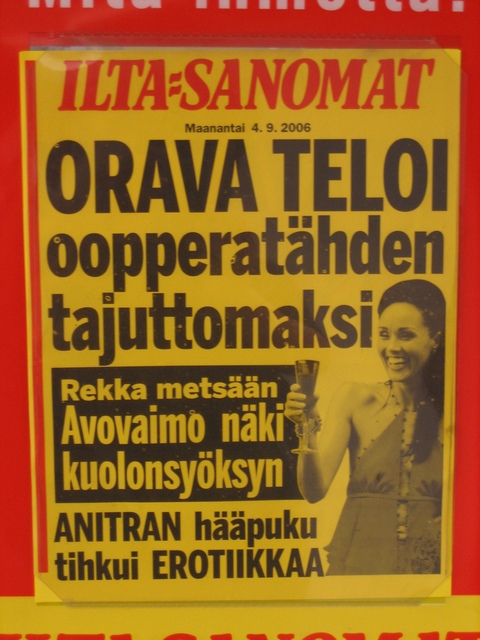 ILTA=SANOMAT
Maanantai 4. 9. 2006
ORAVA TELOI
oopperatähden
tajuttomaksi
Rekka metsään
Avovaimo näki
kuolonsyöksyn
ANITRAN hääpuku
tihkui EROTIIKKAA